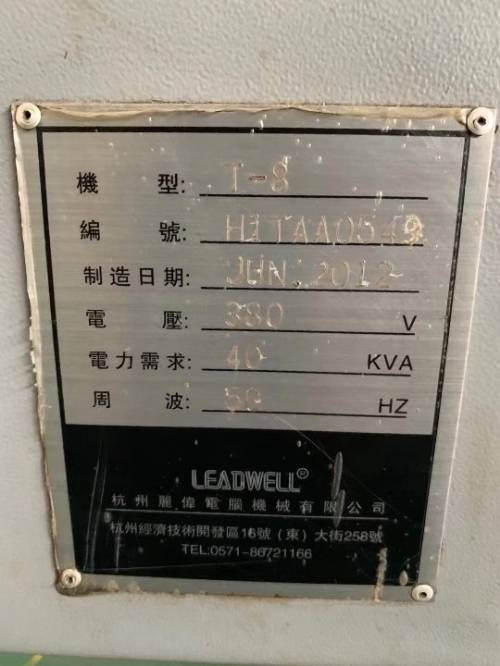 機 型: T-8
編 號: H2TAA0549
制造日期: JUN. 2012
電 壓: 380 V
電力需求: 40 KVA
周 波: 50 HZ
LEADWELL®
杭州麗偉電腦機械有限公司
杭州經濟技術開發區16號（東）大街258號
TEL:0571-86721166